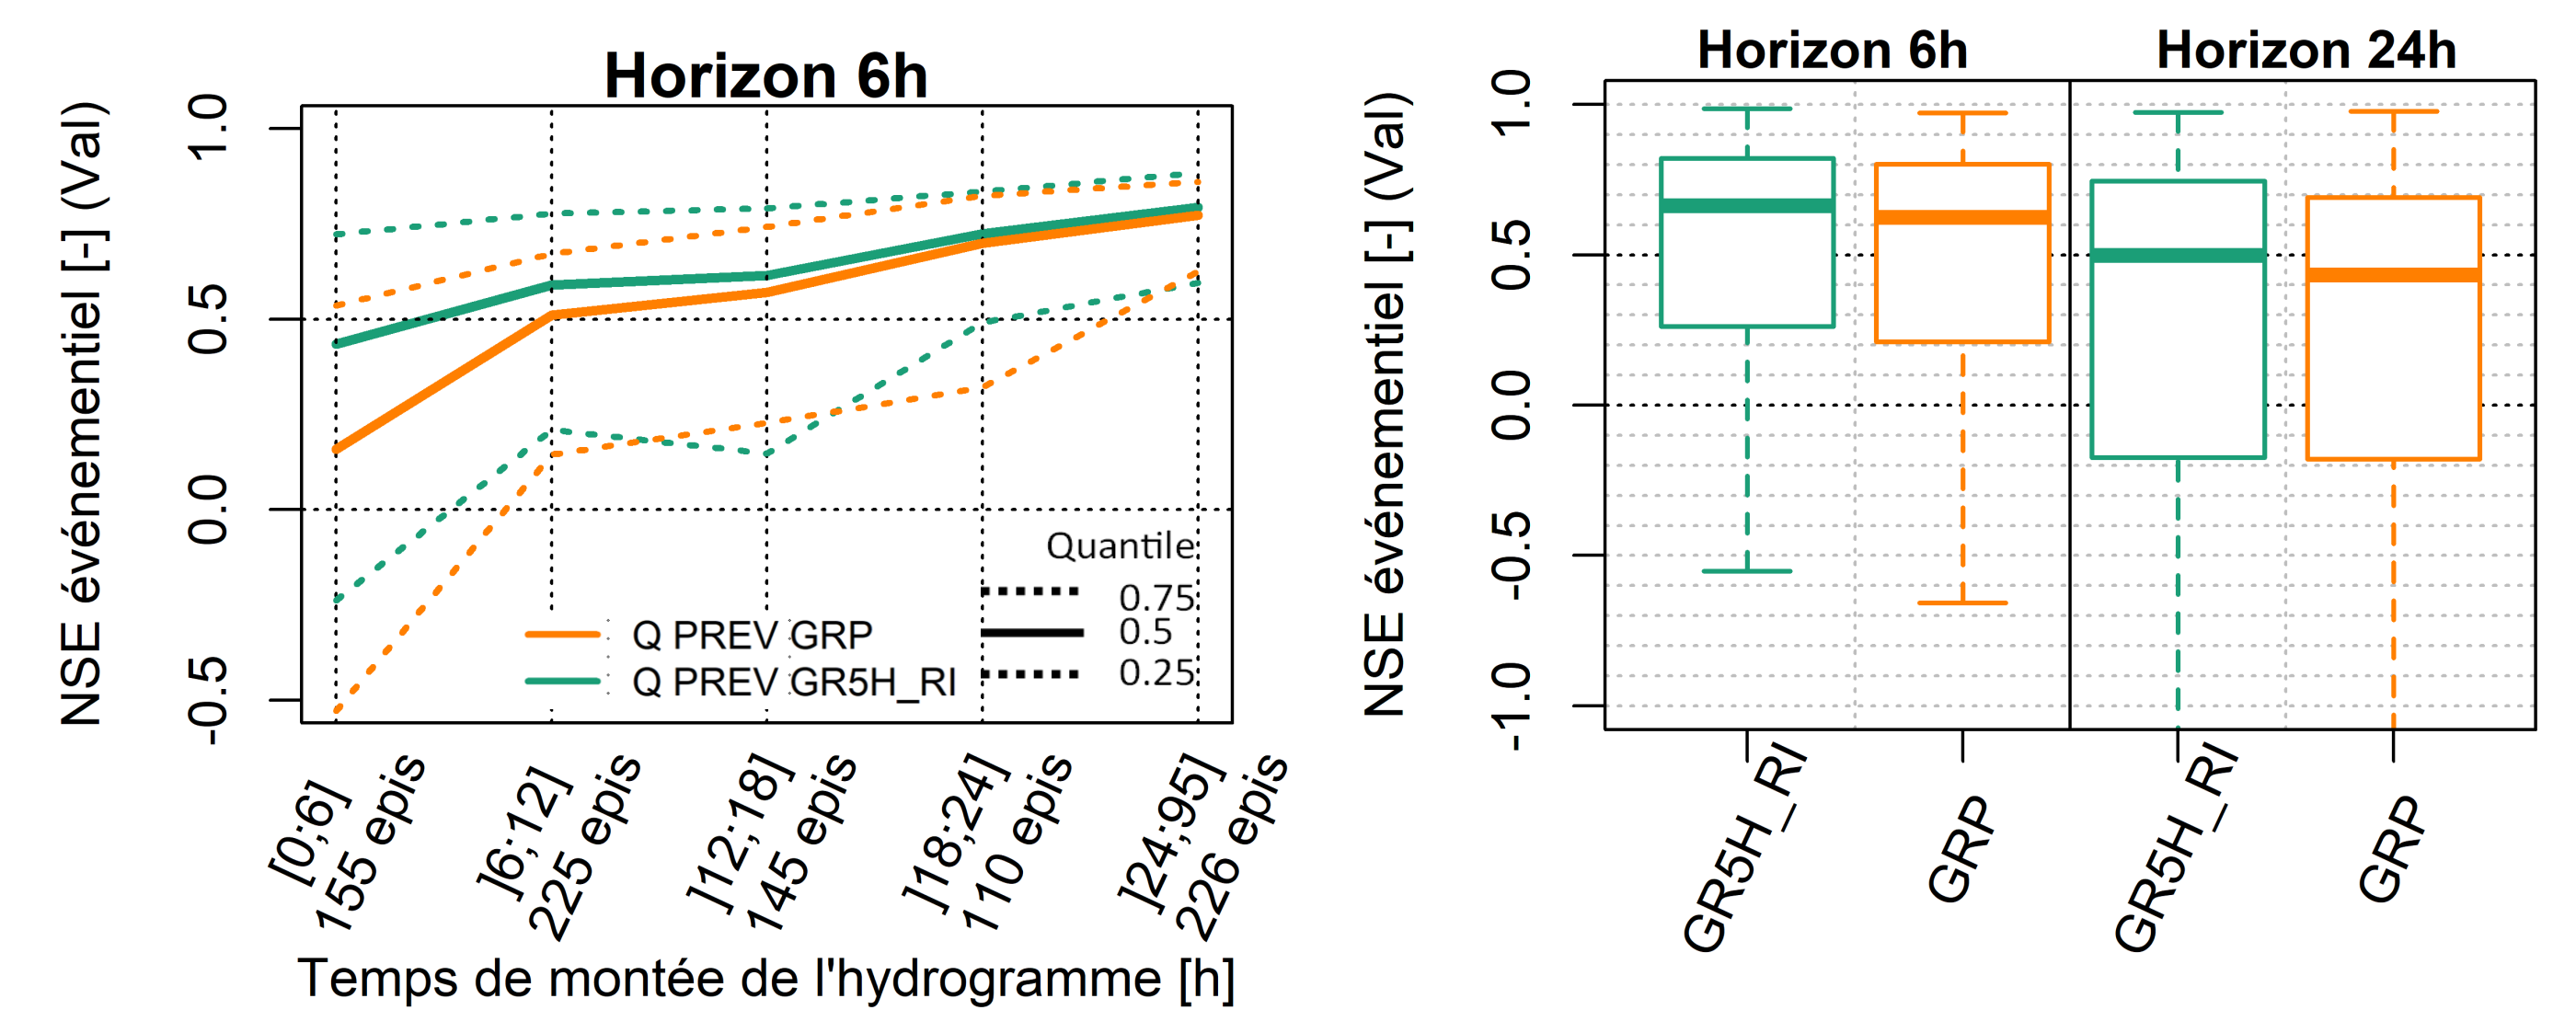 Horizon 6h
NSE événementiel [-] (Val)
1.0
0.5
0.0
-0.5
Quantile
0.75
0.5
0.25
Q PREV GRP
Q PREV GR5H_RI
[0;6]
155 epis
]6;12]
225 epis
]12;18]
145 epis
]18;24]
110 epis
]24;95]
226 epis
Temps de montée de l'hydrogramme [h]
Horizon 6h
Horizon 24h
NSE événementiel [-] (Val)
1.0
0.5
0.0
-0.5
-1.0
GR5H_RI
GRP
GR5H_RI
GRP